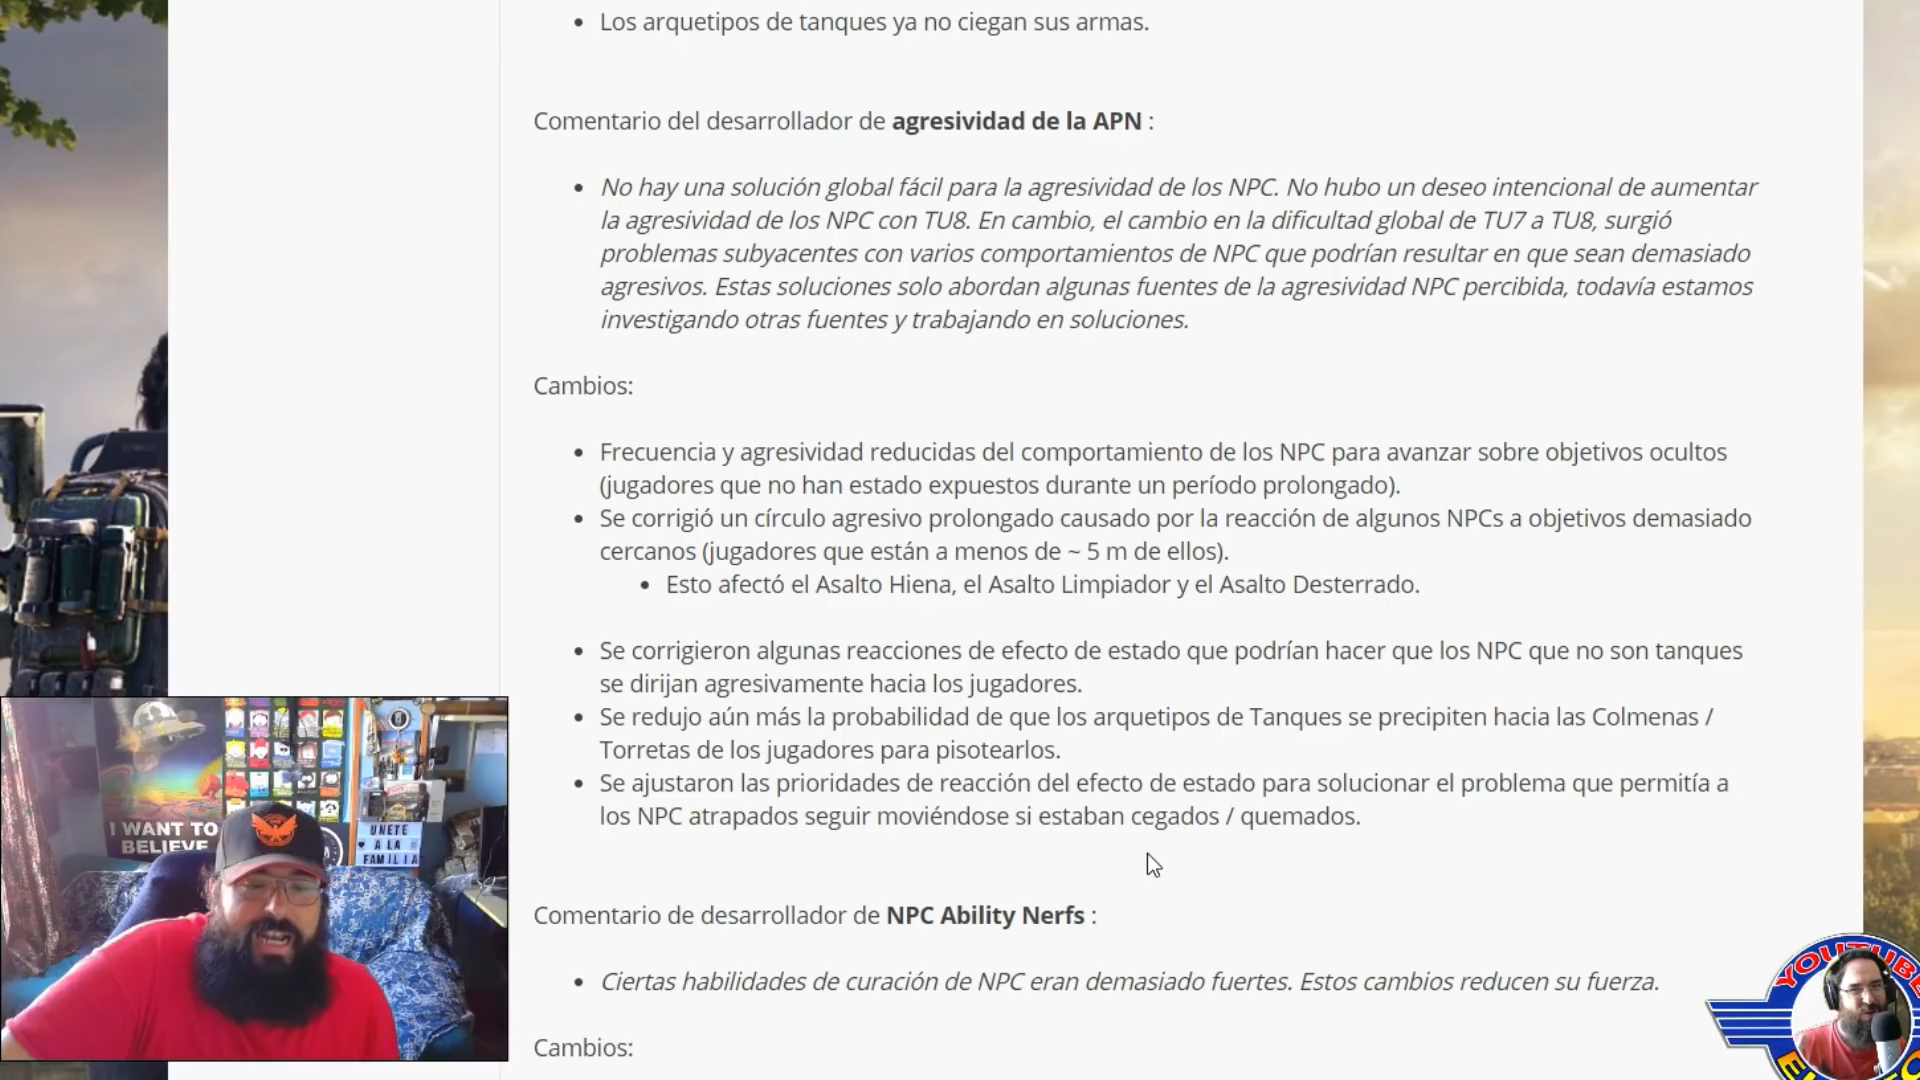 Los arquetipos de tanques ya no ciegan sus armas.
Comentario del desarrollador de agresividad de la APN :
No hay una solución global fácil para la agresividad de los NPC. No hubo un deseo intencional de aumentar
la agresividad de los NPC con TU8. En cambio, el cambio en la dificultad global de TU7 a TU8, surgió
problemas subyacentes con varios comportamientos de NPC que podrían resultar en que sean demasiado
agresivos. Estas soluciones solo abordan algunas fuentes de la agresividad NPC percibida, todavía estamos
investigando otras fuentes y trabajando en soluciones.
Cambios:
Frecuencia y agresividad reducidas del comportamiento de los NPC para avanzar sobre objetivos ocultos
(jugadores que no han estado expuestos durante un período prolongado).
Se corrigió un círculo agresivo prolongado causado por la reacción de algunos NPCs a objetivos demasiado
cercanos (jugadores que están a menos de ~ 5 m de ellos).
Esto afectó el Asalto Hiena, el Asalto Limpiador y el Asalto Desterrado.
Se corrigieron algunas reacciones de efecto de estado que podrían hacer que los NPC que no son tanques
se dirijan agresivamente hacia los jugadores.
Se redujo aún más la probabilidad de que los arquetipos de Tanques se precipiten hacia las Colmenas /
Torretas de los jugadores para pisotearlos.
Se ajustaron las prioridades de reacción del efecto de estado para solucionar el problema que permitía a
los NPC atrapados seguir moviéndose si estaban cegados / quemados.
Comentario de desarrollador de NPC Ability Nerfs :
Ciertas habilidades de curación de NPC eran demasiado fuertes. Estos cambios reducen su fuerza.
Cambios:
I WANT TO
BELIEVE
UNETE
A LA
FAMILIA
YOUTUBE